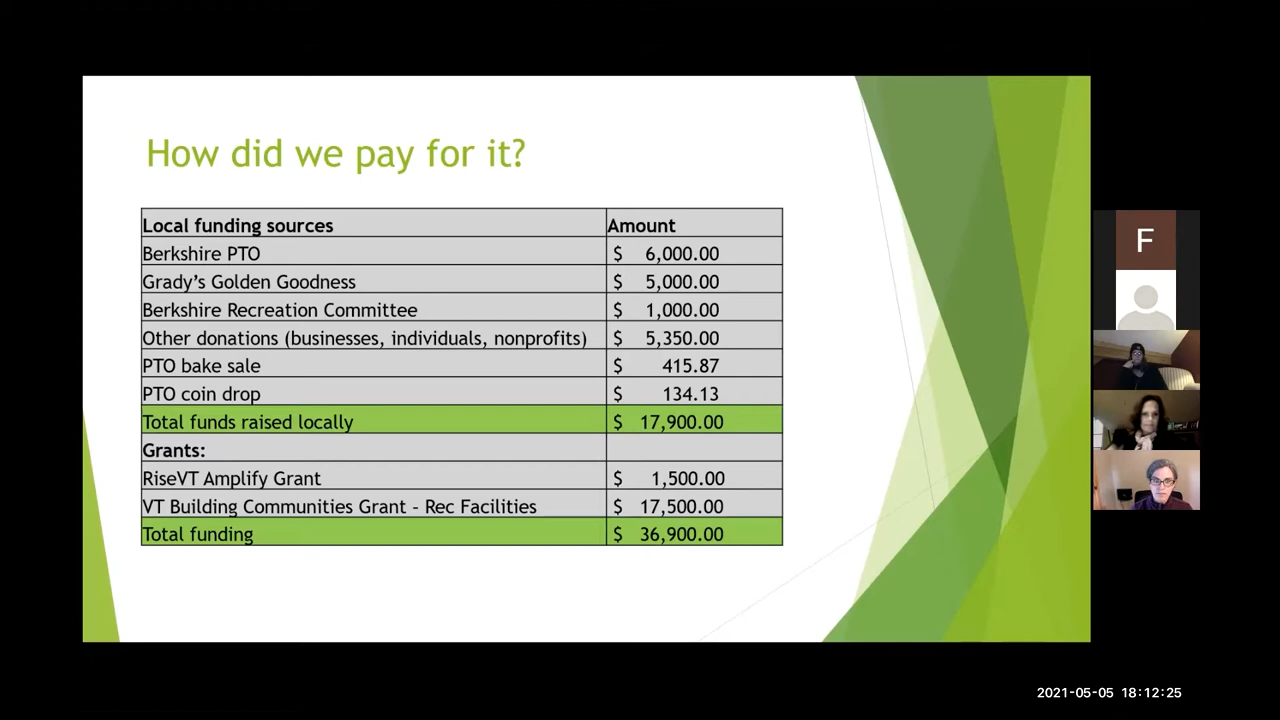 How did we pay for it?
Local funding sources Amount
Berkshire PTO $ 6,000.00
Grady’s Golden Goodness $ 5,000.00
Berkshire Recreation Committee $ 1,000.00
Other donations (businesses, individuals, nonprofits) $ 5,350.00
PTO bake sale $ 415.87
PTO coin drop $ 134.13
Total funds raised locally $ 17,900.00
Grants:
RiseVT Amplify Grant $ 1,500.00
VT Building Communities Grant - Rec Facilities $ 17,500.00
Total funding $ 36,900.00
F
2021-05-05 18:12:25